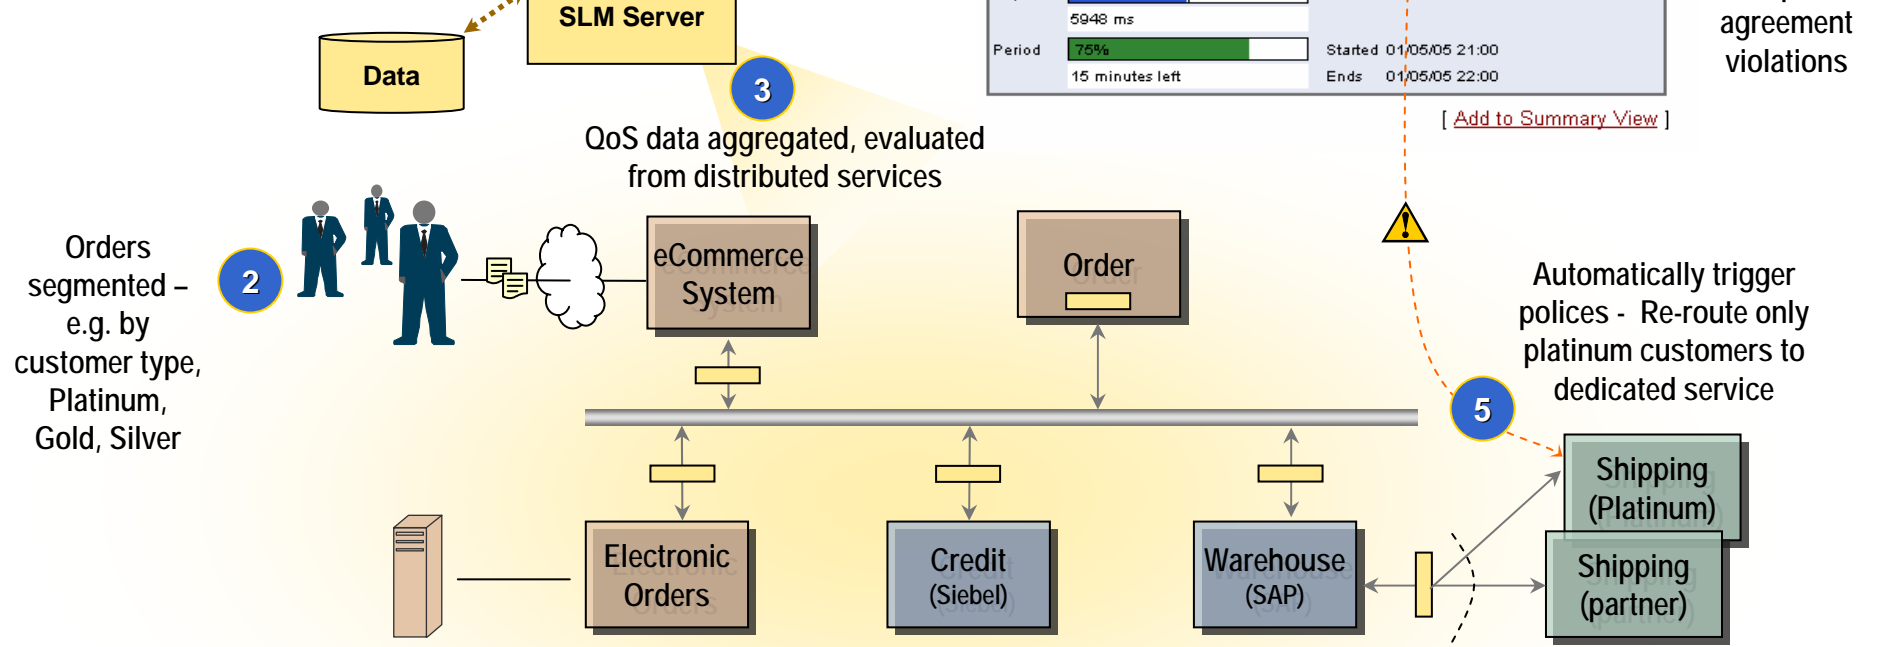 SLM Server
Data
5948 ms
Period
75%
Started 01/05/05 21:00
15 minutes left
Ends 01/05/05 22:00
[ Add to Summary View ]
agreement
violations
3
QoS data aggregated, evaluated
from distributed services
Orders
segmented –
e.g. by
customer type,
Platinum,
Gold, Silver
2
eCommerce
System
Order
Automatically trigger
polices - Re-route only
platinum customers to
dedicated service
5
Electronic
Orders
Credit
(Siebel)
Warehouse
(SAP)
Shipping
(Platinum)
Shipping
(partner)